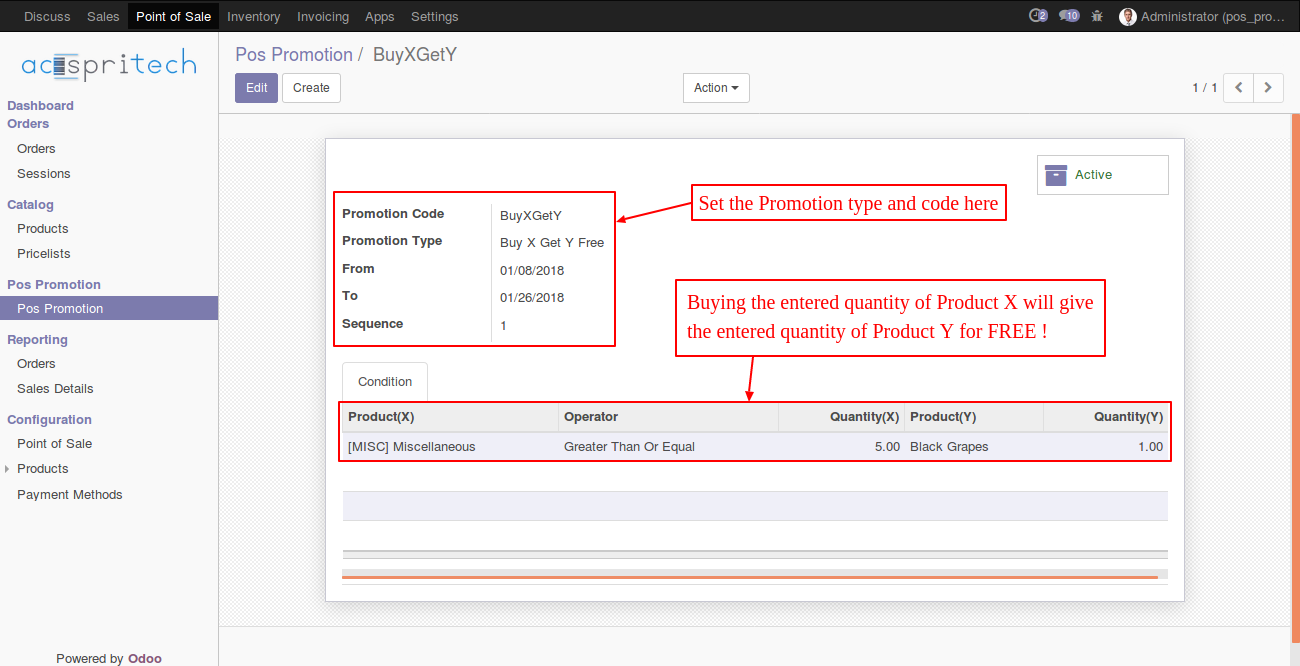 Discuss Sales Point of Sale Inventory Invoicing Apps Settings 2 10 Administrator (pos_pro...
acespritech
Dashboard
Orders
Orders
Sessions
Catalog
Products
Pricelists
Pos Promotion
Pos Promotion
Reporting
Orders
Sales Details
Configuration
Point of Sale
Products
Payment Methods
Powered by Odoo
Pos Promotion / BuyXGetY
Edit Create Action 1 / 1
Active
Set the Promotion type and code here
Promotion Code BuyXGetY
Promotion Type Buy X Get Y Free
From 01/08/2018
To 01/26/2018
Sequence 1
Buying the entered quantity of Product X will give
the entered quantity of Product Y for FREE !
Condition
Product(X) Operator Quantity(X) Product(Y) Quantity(Y)
[MISC] Miscellaneous Greater Than Or Equal 5.00 Black Grapes 1.00